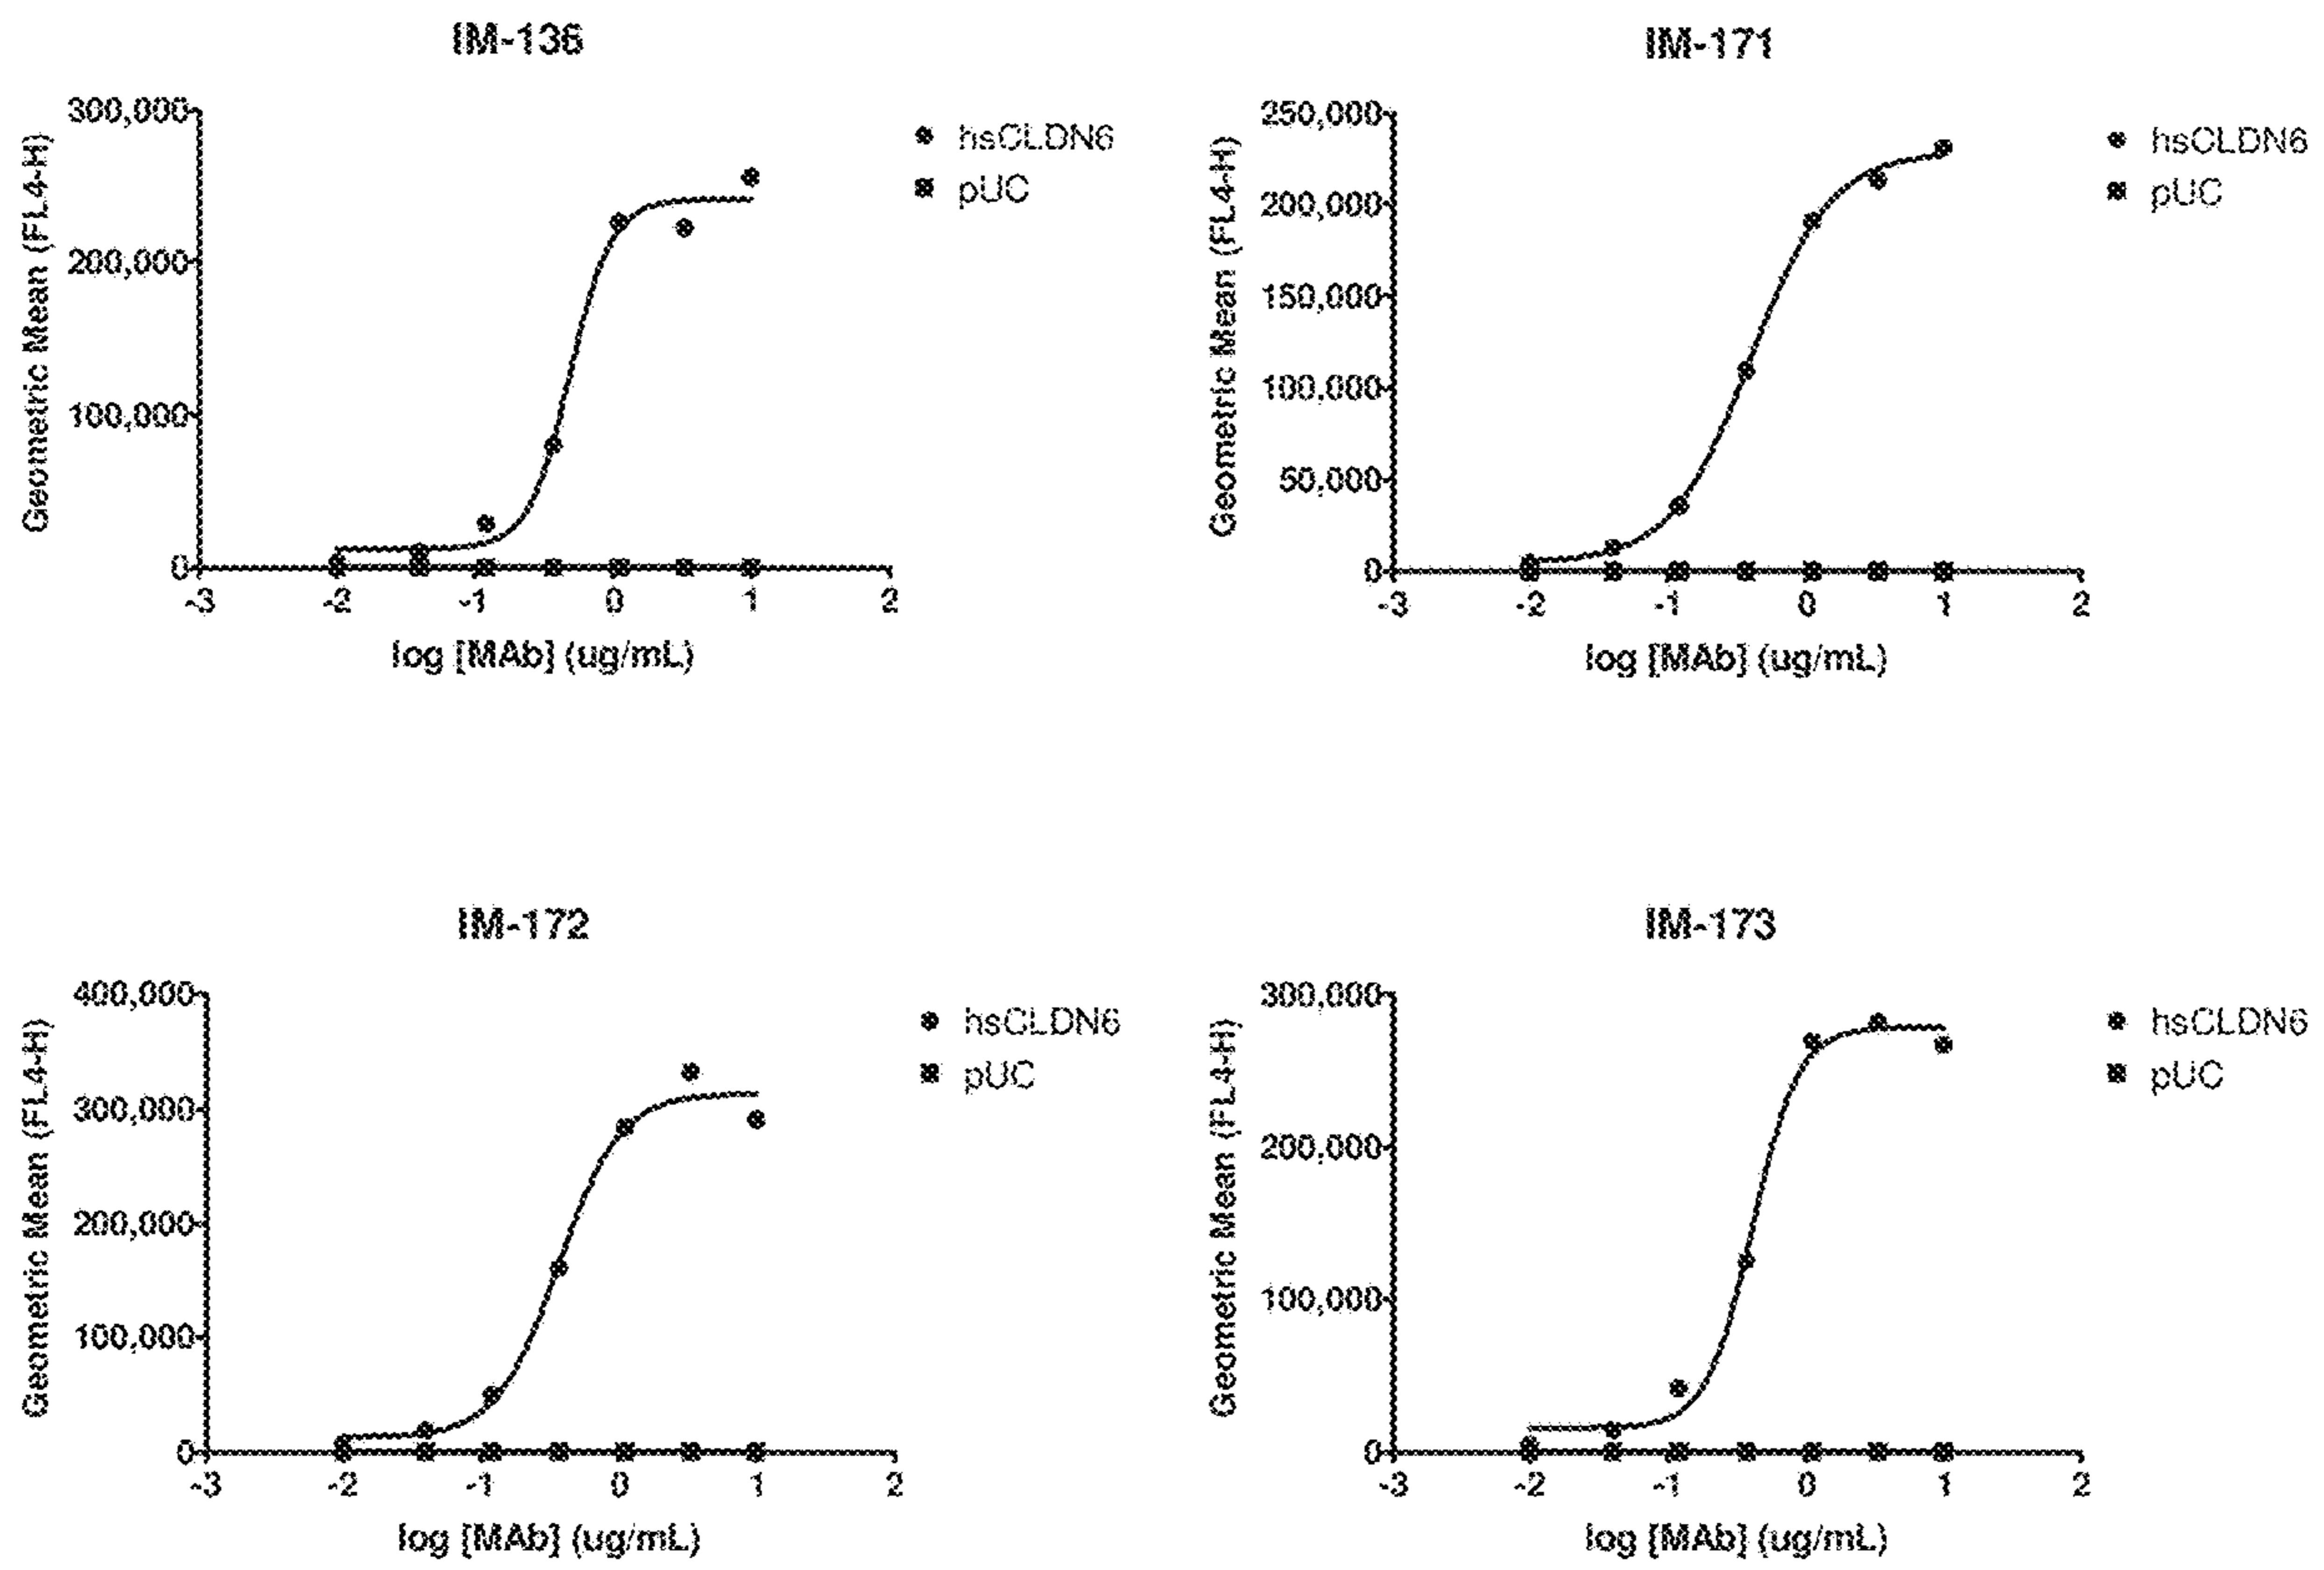 IM-136
Geometric Mean (FL4-H)
300,000
200,000
100,000
0
-3 -2 -1 0 1 2
log [MAb] (ug/mL)
hsCLDN6
pUC
IM-171
Geometric Mean (FL4-H)
250,000
200,000
150,000
100,000
50,000
0
-3 -2 -1 0 1 2
log [MAb] (ug/mL)
hsCLDN6
pUC
IM-172
Geometric Mean (FL4-H)
400,000
300,000
200,000
100,000
0
-3 -2 -1 0 1 2
log [MAb] (ug/mL)
hsCLDN6
pUC
IM-173
Geometric Mean (FL4-H)
300,000
200,000
100,000
0
-3 -2 -1 0 1 2
log [MAb] (ug/mL)
hsCLDN6
pUC